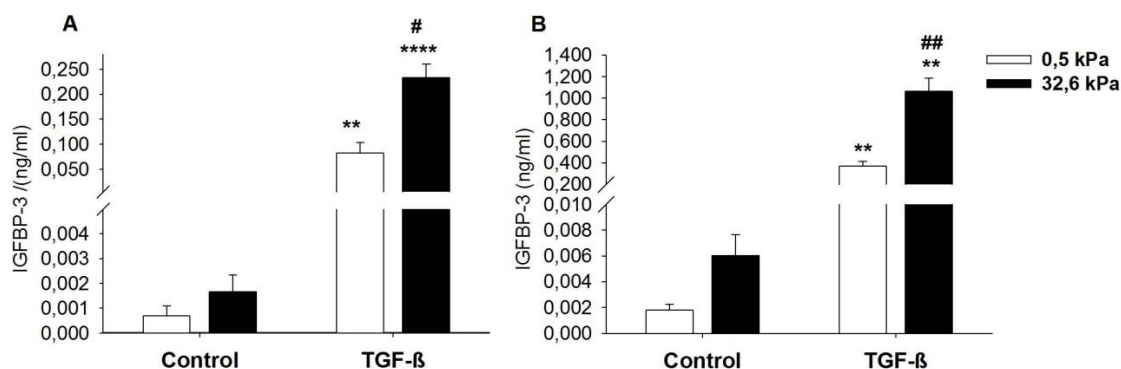 A
IGFBP-3 /(ng/ml)
0,250
0,200
0,150
0,100
0,050
0,004
0,003
0,002
0,001
0,000
**
#
****
Control
TGF-ß
B
IGFBP-3 (ng/ml)
1,400
1,200
1,000
0,800
0,600
0,400
0,200
0,010
0,008
0,006
0,004
0,002
0,000
**
##
**
Control
TGF-ß
0,5 kPa
32,6 kPa